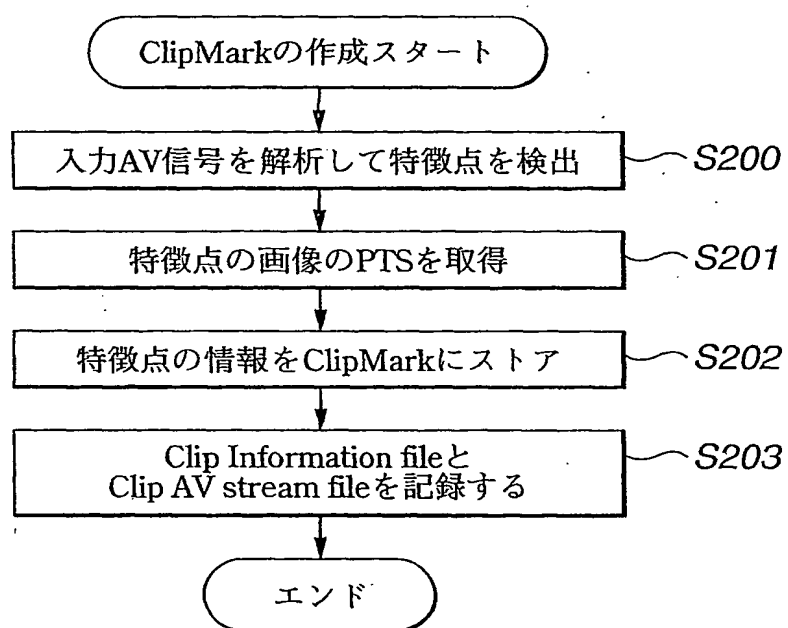 ClipMarkの作成スタート
入力AV信号を解析して特徴点を検出
S200
特徴点の画像のPTSを取得
S201
特徴点の情報をClipMarkにストア
S202
Clip Information fileと
Clip AV stream fileを記録する
S203
エンド